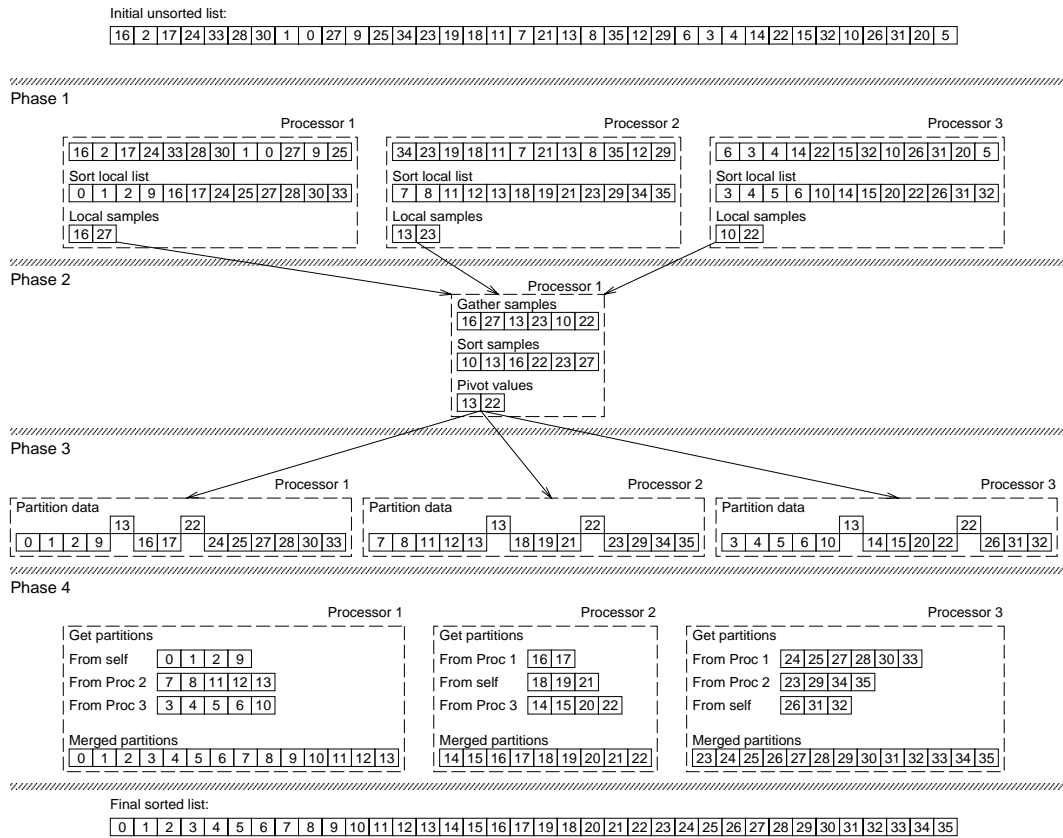 Initial unsorted list:
16 2 17 24 33 28 30 1 0 27 9 25 34 23 19 18 11 7 21 13 8 35 12 29 6 3 4 14 22 15 32 10 26 31 20 5
Phase 1
Processor 1
16 2 17 24 33 28 30 1 0 27 9 25
Sort local list
0 1 2 9 16 17 24 25 27 28 30 33
Local samples
16 27
Processor 2
34 23 19 18 11 7 21 13 8 35 12 29
Sort local list
7 8 11 12 13 18 19 21 23 29 34 35
Local samples
13 23
Processor 3
6 3 4 14 22 15 32 10 26 31 20 5
Sort local list
3 4 5 6 10 14 15 20 22 26 31 32
Local samples
10 22
Phase 2
Processor 1
Gather samples
16 27 13 23 10 22
Sort samples
10 13 16 22 23 27
Pivot values
13 22
Phase 3
Processor 1
Partition data
13 22
0 1 2 9 16 17 24 25 27 28 30 33
Processor 2
Partition data
13 22
7 8 11 12 13 18 19 21 23 29 34 35
Processor 3
Partition data
13 22
3 4 5 6 10 14 15 20 22 26 31 32
Phase 4
Processor 1
Get partitions
From self 0 1 2 9
From Proc 2 7 8 11 12 13
From Proc 3 3 4 5 6 10
Merged partitions
0 1 2 3 4 5 6 7 8 9 10 11 12 13
Processor 2
Get partitions
From Proc 1 16 17
From self 18 19 21
From Proc 3 14 15 20 22
Merged partitions
14 15 16 17 18 19 20 21 22
Processor 3
Get partitions
From Proc 1 24 25 27 28 30 33
From Proc 2 23 29 34 35
From self 26 31 32
Merged partitions
23 24 25 26 27 28 29 30 31 32 33 34 35
Final sorted list:
0 1 2 3 4 5 6 7 8 9 10 11 12 13 14 15 16 17 18 19 20 21 22 23 24 25 26 27 28 29 30 31 32 33 34 35